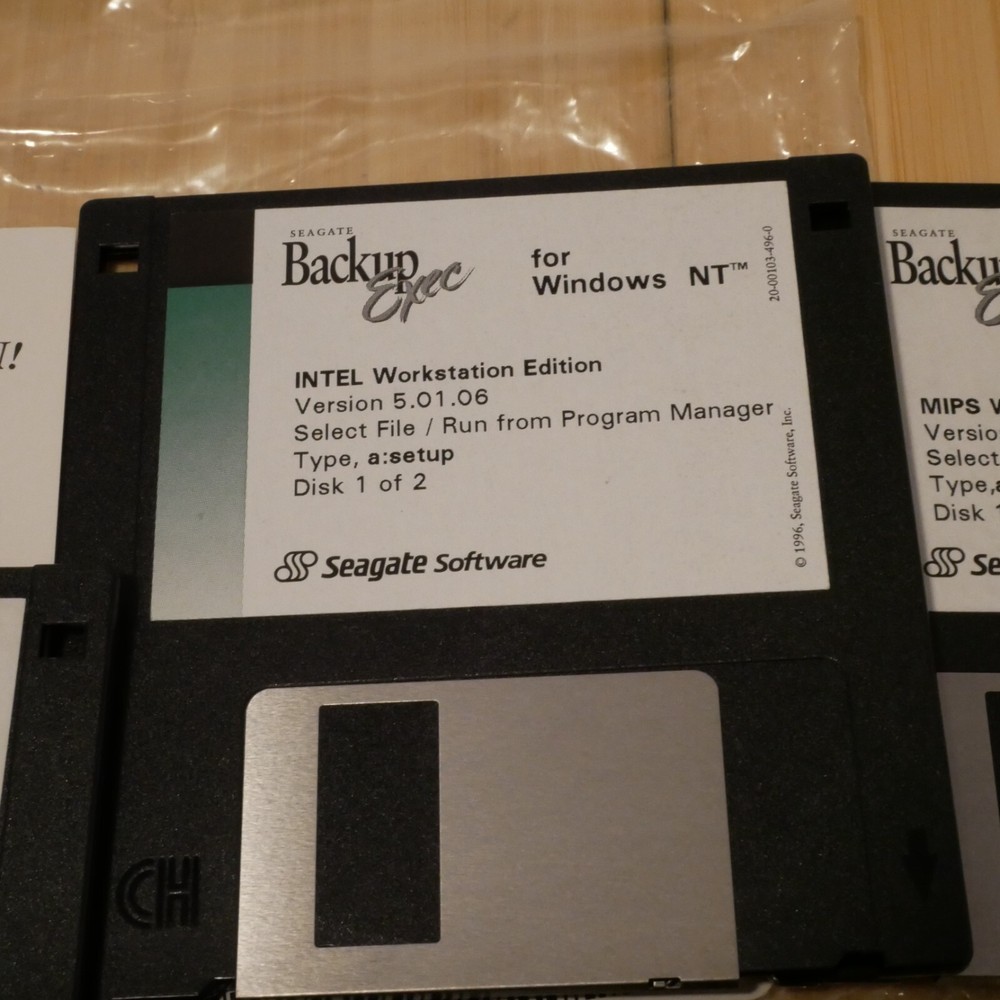 SEAGATE
Backup
Exec
for
Windows NT™
20-00103-496-0
INTEL Workstation Edition
Version 5.01.06
Select File / Run from Program Manager
Type, a:setup
Disk 1 of 2
© 1996, Seagate Software, Inc.
Seagate Software
SEAGATE
MIPS
Select
Type,
Disk